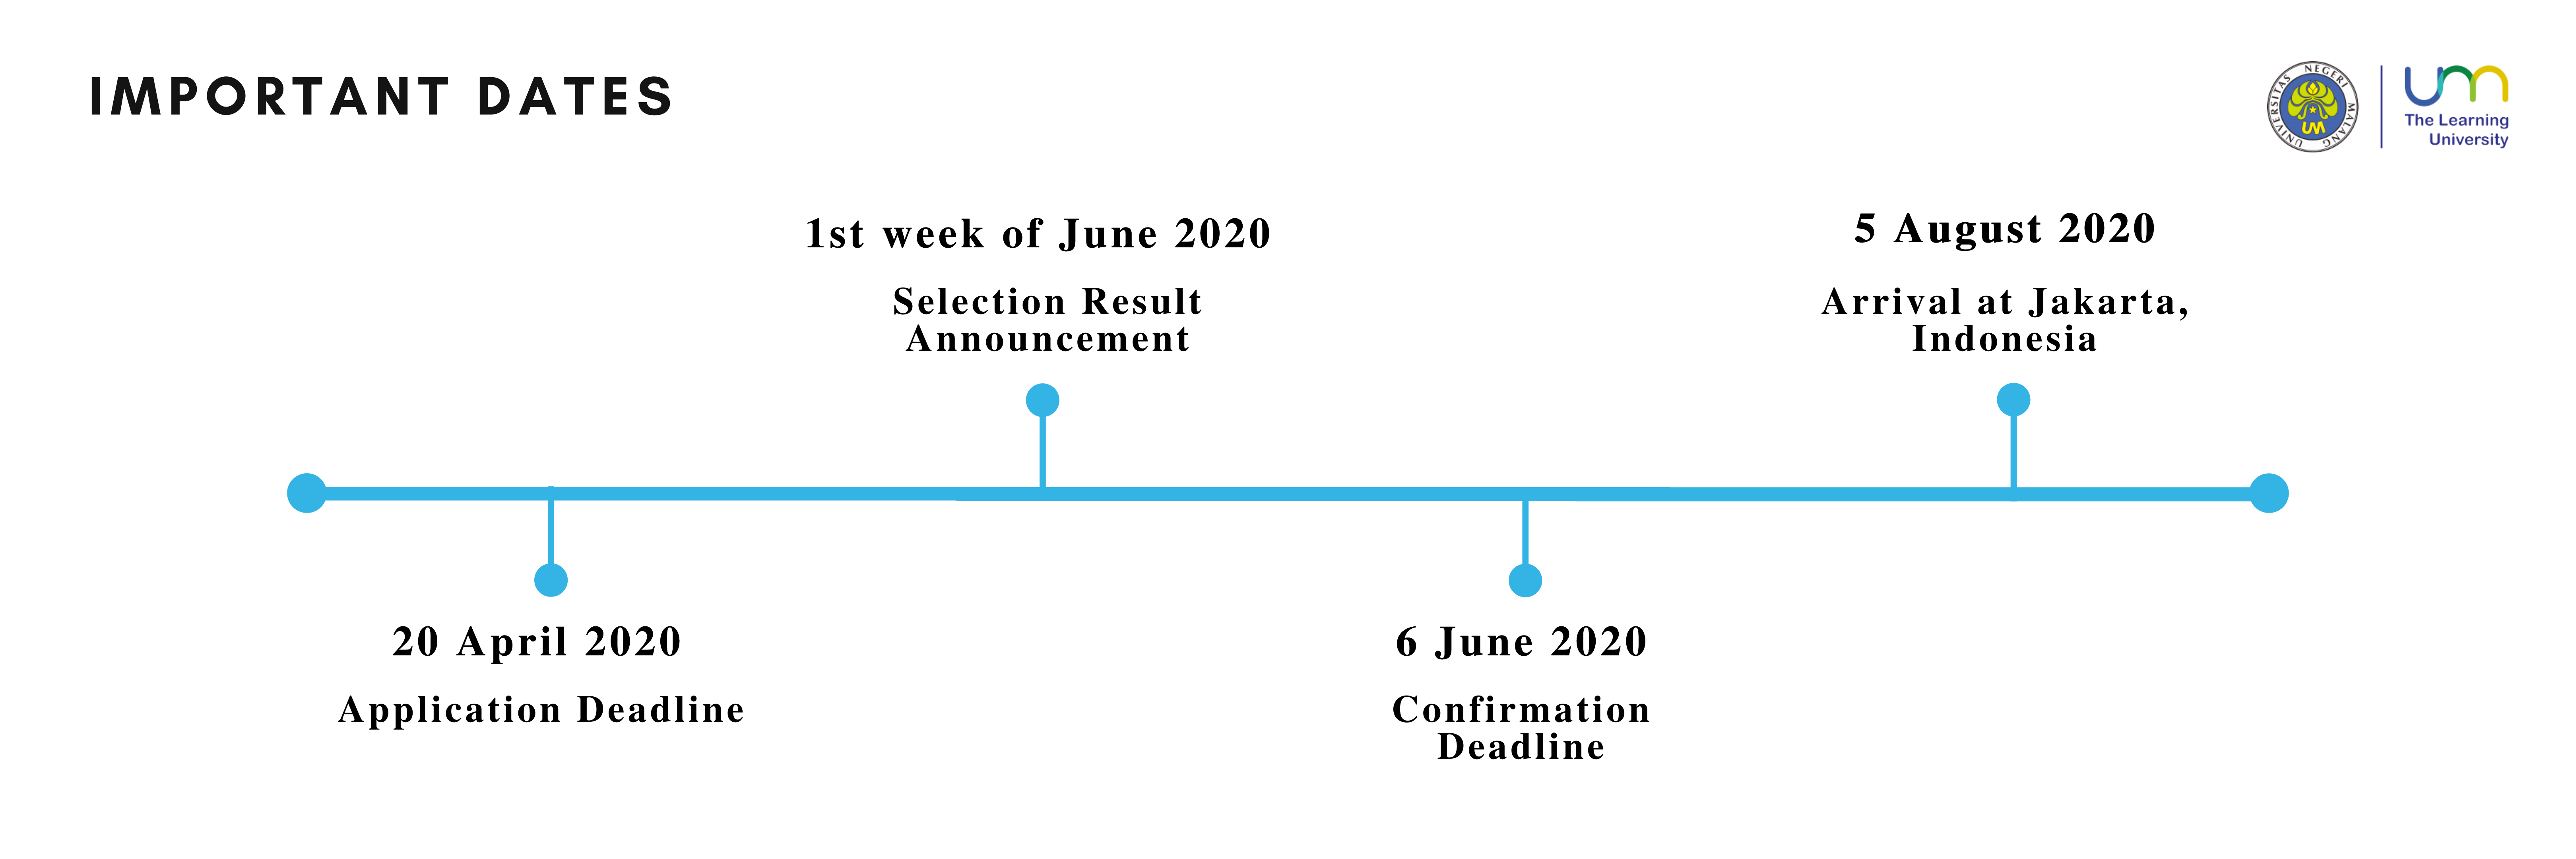 IMPORTANT DATES
UNIVERSITAS NEGERI MALANG
UM
um
The Learning
University
1st week of June 2020
Selection Result
Announcement
5 August 2020
Arrival at Jakarta,
Indonesia
20 April 2020
Application Deadline
6 June 2020
Confirmation
Deadline